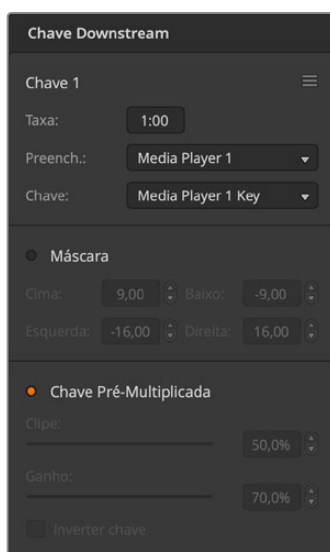 Chave Downstream
Chave 1
Taxa: 1:00
Preench.: Media Player 1
Chave: Media Player 1 Key
Máscara
Cima: 9,00 Baixo: -9,00
Esquerda: -16,00 Direita: 16,00
Chave Pré-Multiplicada
Clipe:
50,0%
Ganho:
70,0%
Inverter chave